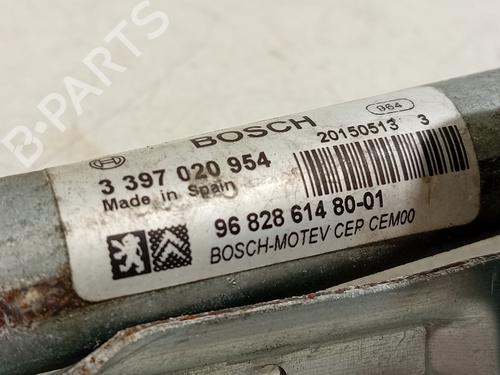 B-Parts
964
BOSCH
20150513 3
3 397 020 954
Made in Spain
96 828 614 80-01
BOSCH-MOTEV CEP CEM00